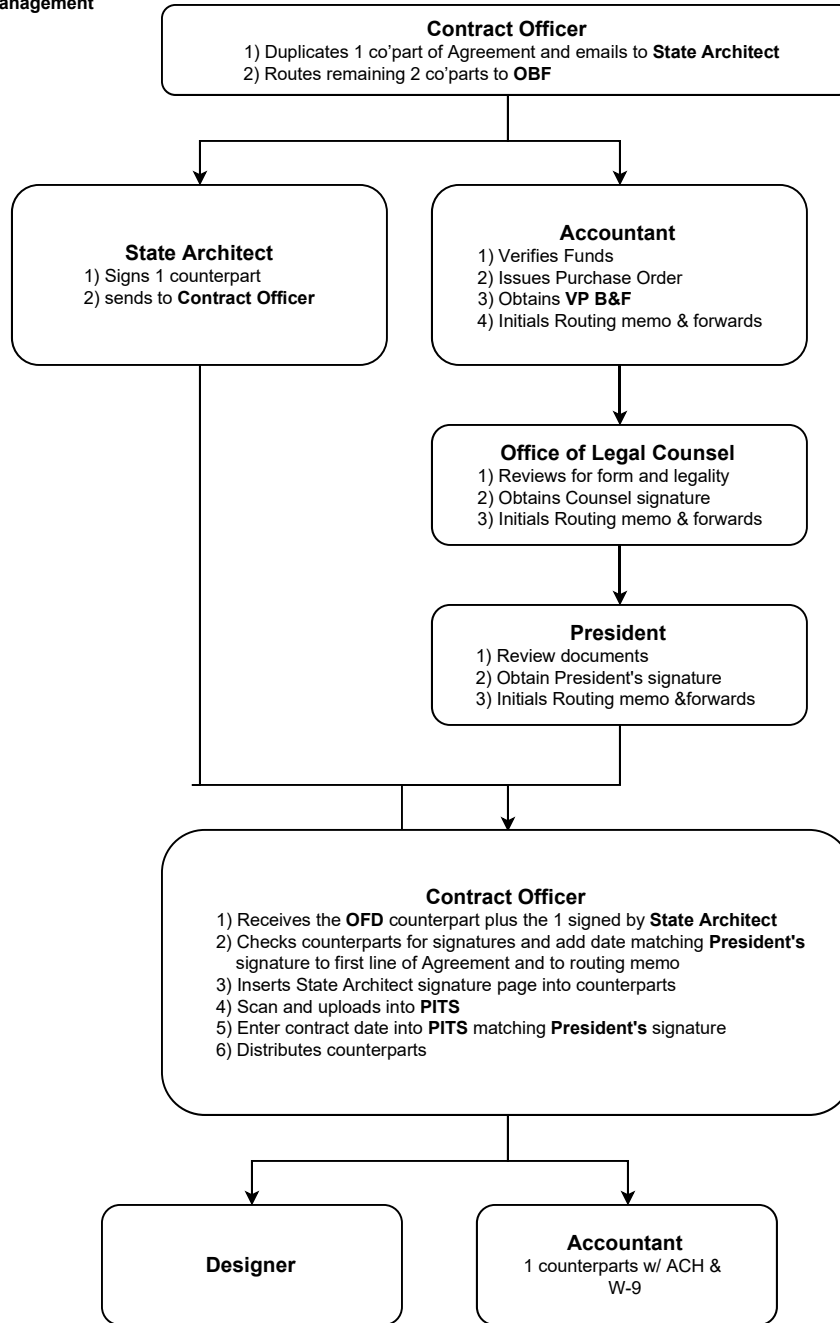 anagement
Contract Officer
1) Duplicates 1 co'part of Agreement and emails to State Architect
2) Routes remaining 2 co'parts to OBF
State Architect
1) Signs 1 counterpart
2) sends to Contract Officer
Accountant
1) Verifies Funds
2) Issues Purchase Order
3) Obtains VP B&F
4) Initials Routing memo & forwards
Office of Legal Counsel
1) Reviews for form and legality
2) Obtains Counsel signature
3) Initials Routing memo & forwards
President
1) Review documents
2) Obtain President's signature
3) Initials Routing memo &forwards
Contract Officer
1) Receives the OFD counterpart plus the 1 signed by State Architect
2) Checks counterparts for signatures and add date matching President's
signature to first line of Agreement and to routing memo
3) Inserts State Architect signature page into counterparts
4) Scan and uploads into PITS
5) Enter contract date into PITS matching President's signature
6) Distributes counterparts
Designer
Accountant
1 counterparts w/ ACH &
W-9